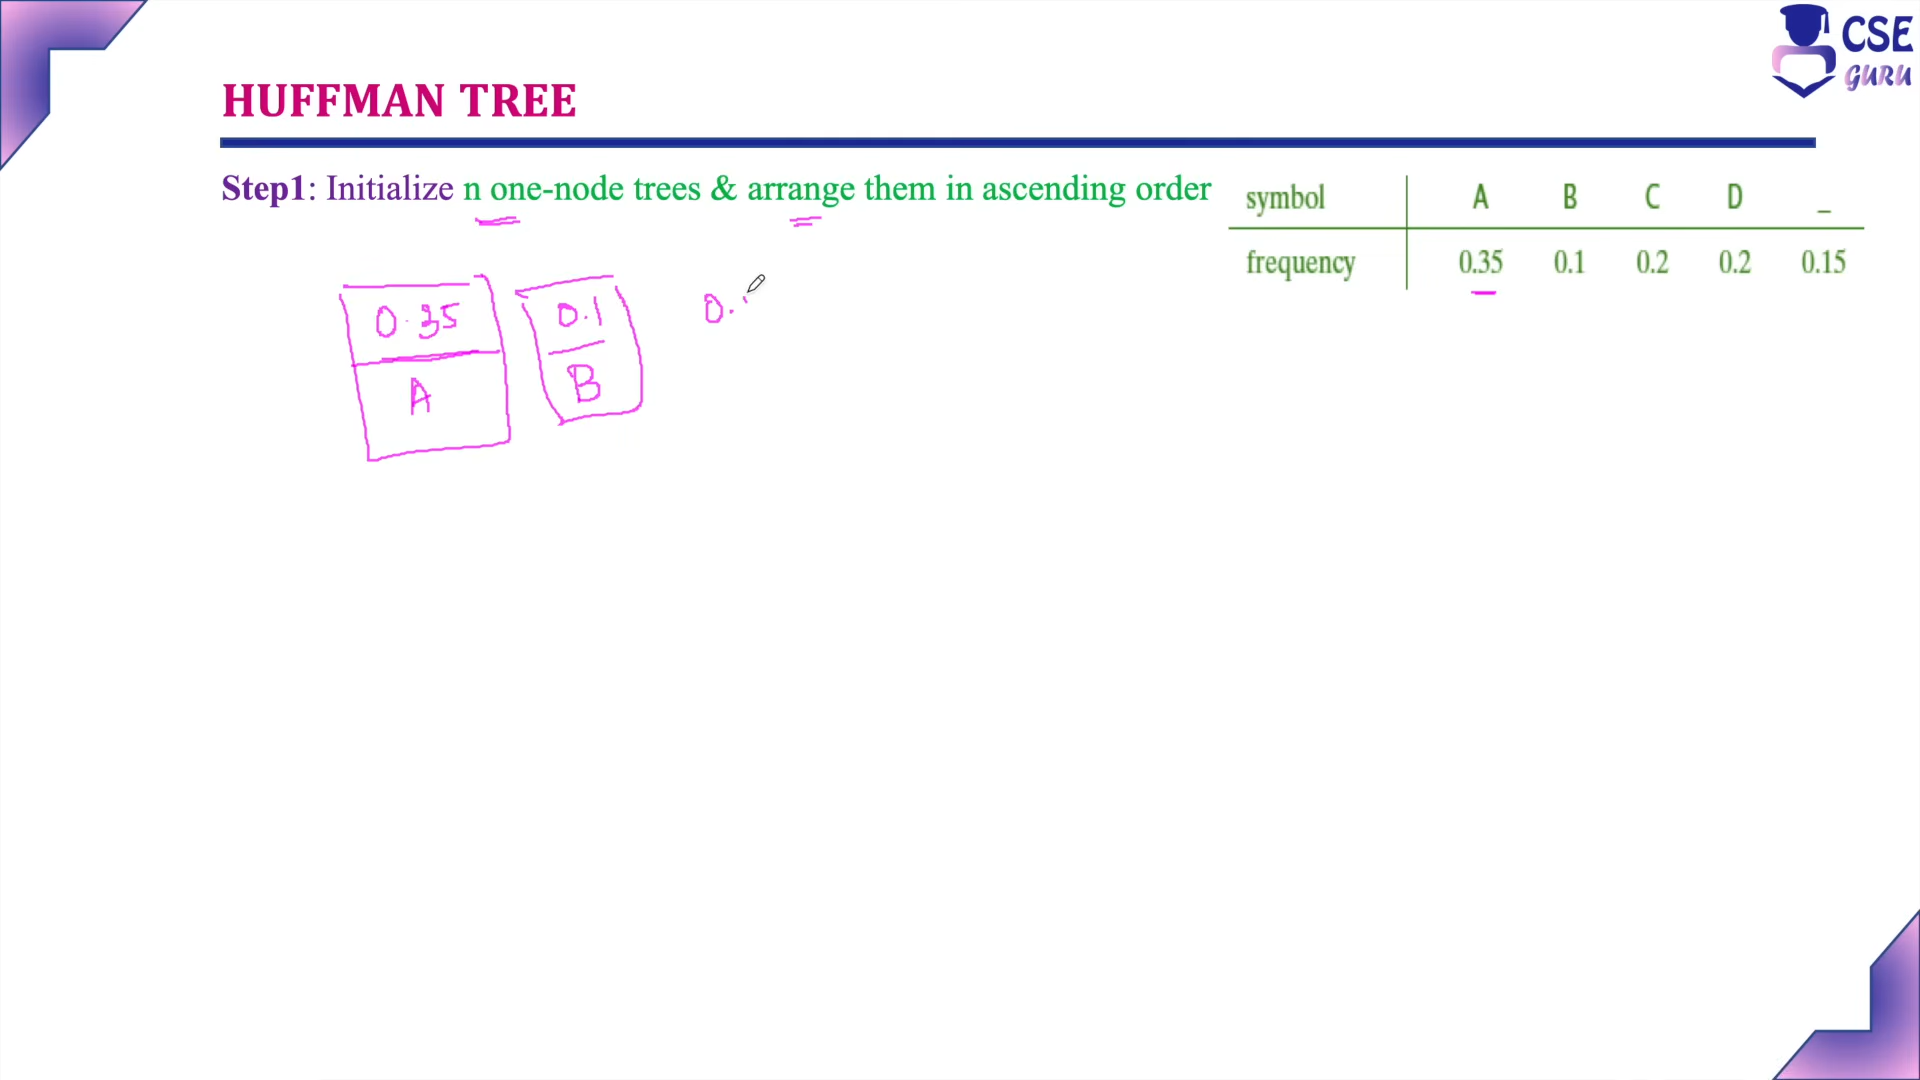 CSE
GURU
HUFFMAN TREE
Step1: Initialize n one-node trees & arrange them in ascending order
symbol A B C D _
frequency 0.35 0.1 0.2 0.2 0.15
0.35 0.1 0.
A B